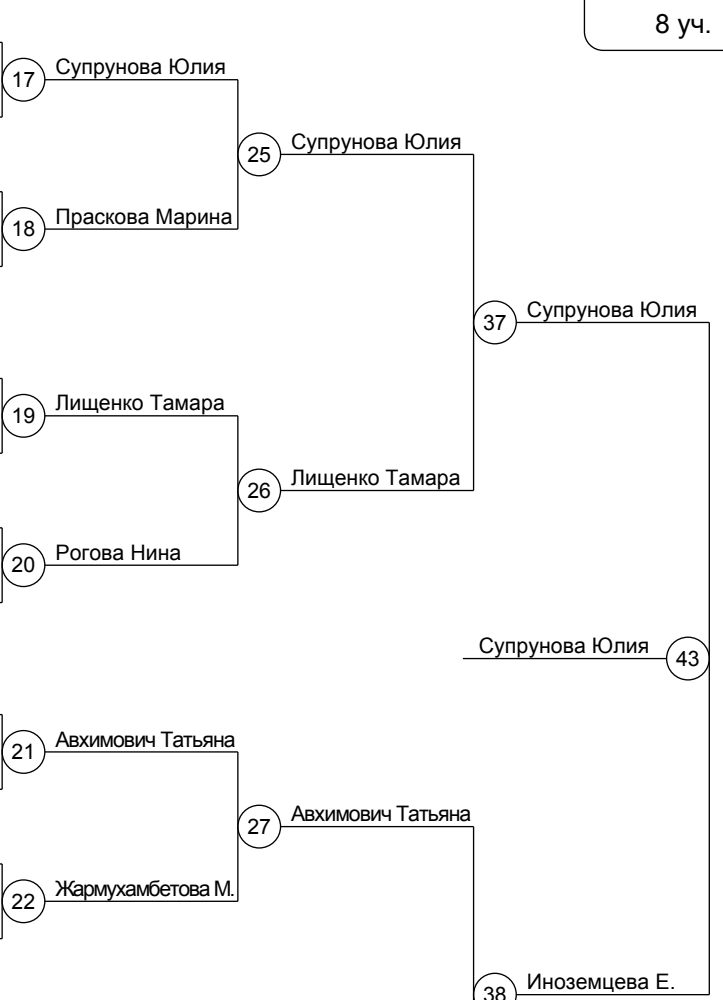 8 уч.
17 Супрунова Юлия
25 Супрунова Юлия
18 Праскова Марина
37 Супрунова Юлия
19 Лищенко Тамара
26 Лищенко Тамара
20 Рогова Нина
Супрунова Юлия 43
21 Авхимович Татьяна
27 Авхимович Татьяна
22 Жармухамбетова М.
38 Иноземцева Е.